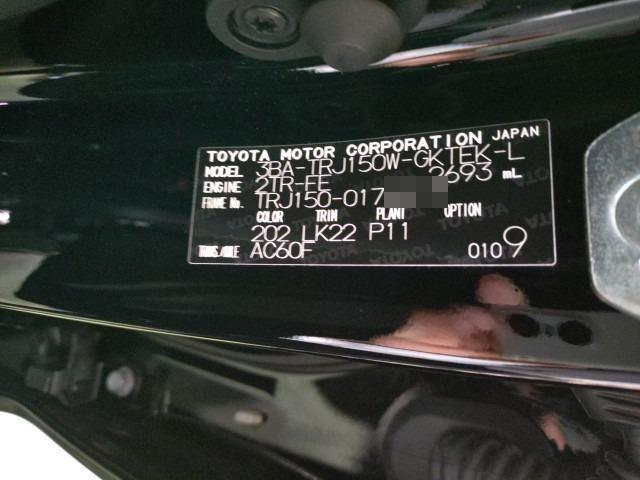 TOYOTA MOTOR CORPORATION JAPAN
MODEL 3BA-TRJ150W-GKTEK-L
ENGINE 2TR-FE 2693 mL
FRAME No. TRJ150-017
COLOR TRIM PLANT OPTION
202 LK22 P11
TRANS./AXLE AC60F 0109